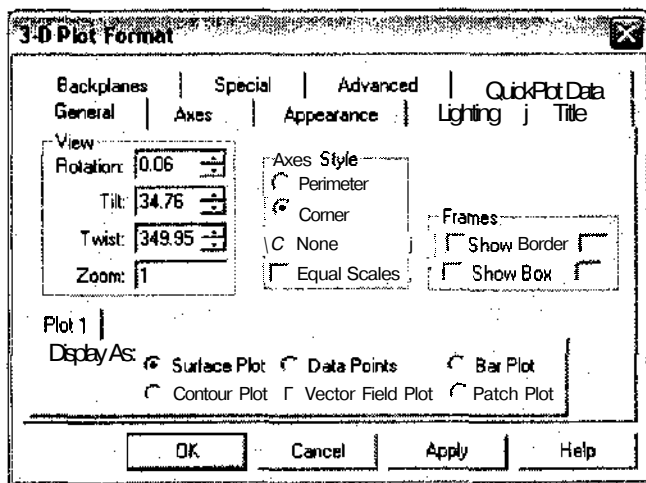 3-D Plot Format
Backplanes | Special | Advanced | QuickPlot Data
General | Axes | Appearance | Lighting j Title
View
Rotation: 0.06
Tilt: 34.76
Twist: 349.95
Zoom: 1
Axes Style
Perimeter
Corner
\C None j
Equal Scales
Frames
Show Border
Show Box
Plot 1
Display As: Surface Plot Data Points Bar Plot
Contour Plot Vector Field Plot Patch Plot
OK Cancel Apply Help